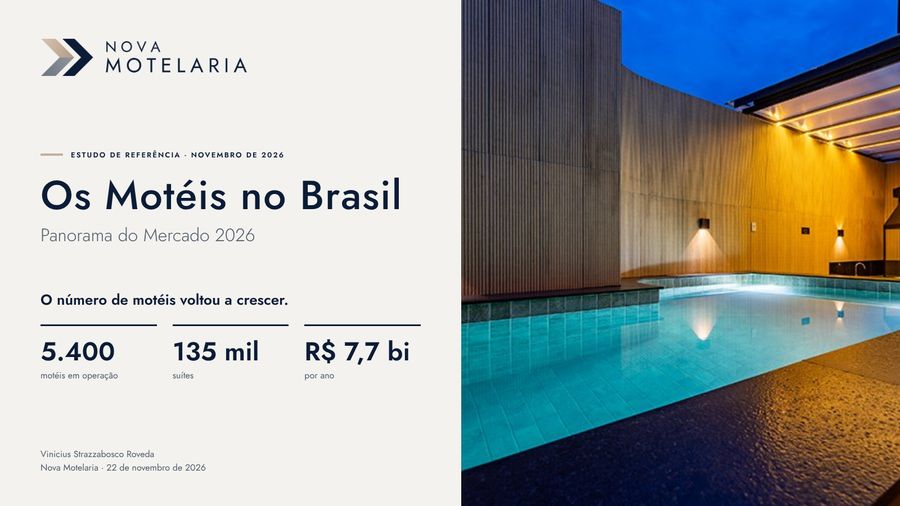 NOVA
MOTELARIA
ESTUDO DE REFERÊNCIA · NOVEMBRO DE 2026
Os Motéis no Brasil
Panorama do Mercado 2026
O número de motéis voltou a crescer.
5.400 135 mil R$ 7,7 bi
motéis em operação suítes por ano
Vinicius Strazzabosco Roveda
Nova Motelaria · 22 de novembro de 2026